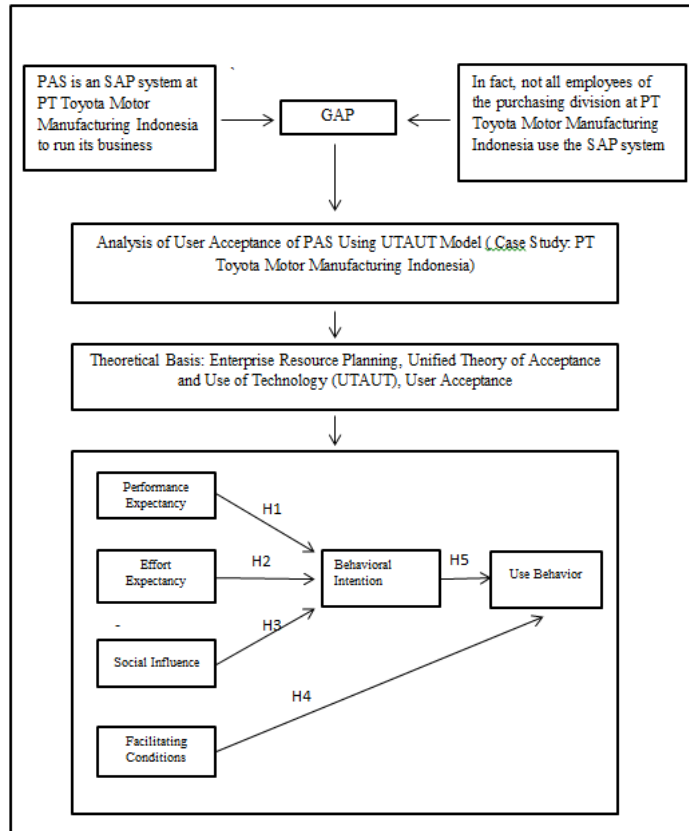 PAS is an SAP system at
PT Toyota Motor
Manufacturing Indonesia
to run its business
`
GAP
In fact, not all employees of
the purchasing division at PT
Toyota Motor Manufacturing
Indonesia use the SAP system
Analysis of User Acceptance of PAS Using UTAUT Model ( Case Study: PT
Toyota Motor Manufacturing Indonesia)
Theoretical Basis: Enterprise Resource Planning, Unified Theory of Acceptance
and Use of Technology (UTAUT), User Acceptance
Performance
Expectancy
H1
Effort
Expectancy
H2
Behavioral
Intention
H5
Use Behavior
-
Social Influence
H3
H4
Facilitating
Conditions